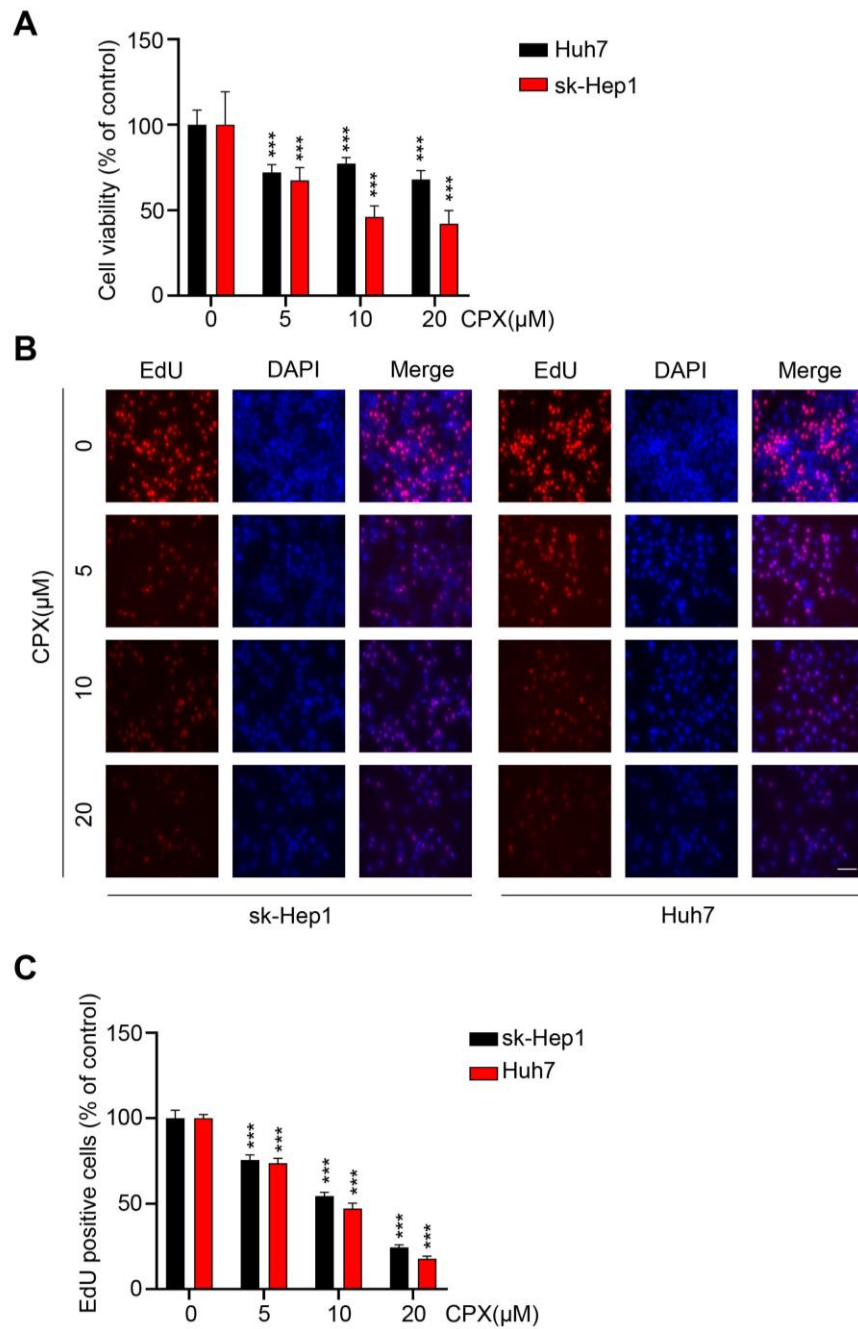 A
Cell viability (% of control)
150
100
50
0
*** *** *** *** *** ***
0 5 10 20 CPX(μM)
Huh7
sk-Hep1
B
EdU DAPI Merge EdU DAPI Merge
CPX(μM)
0
5
10
20
sk-Hep1 Huh7
C
EdU positive cells (% of control)
150
100
50
0
*** *** *** *** *** ***
0 5 10 20 CPX(μM)
sk-Hep1
Huh7